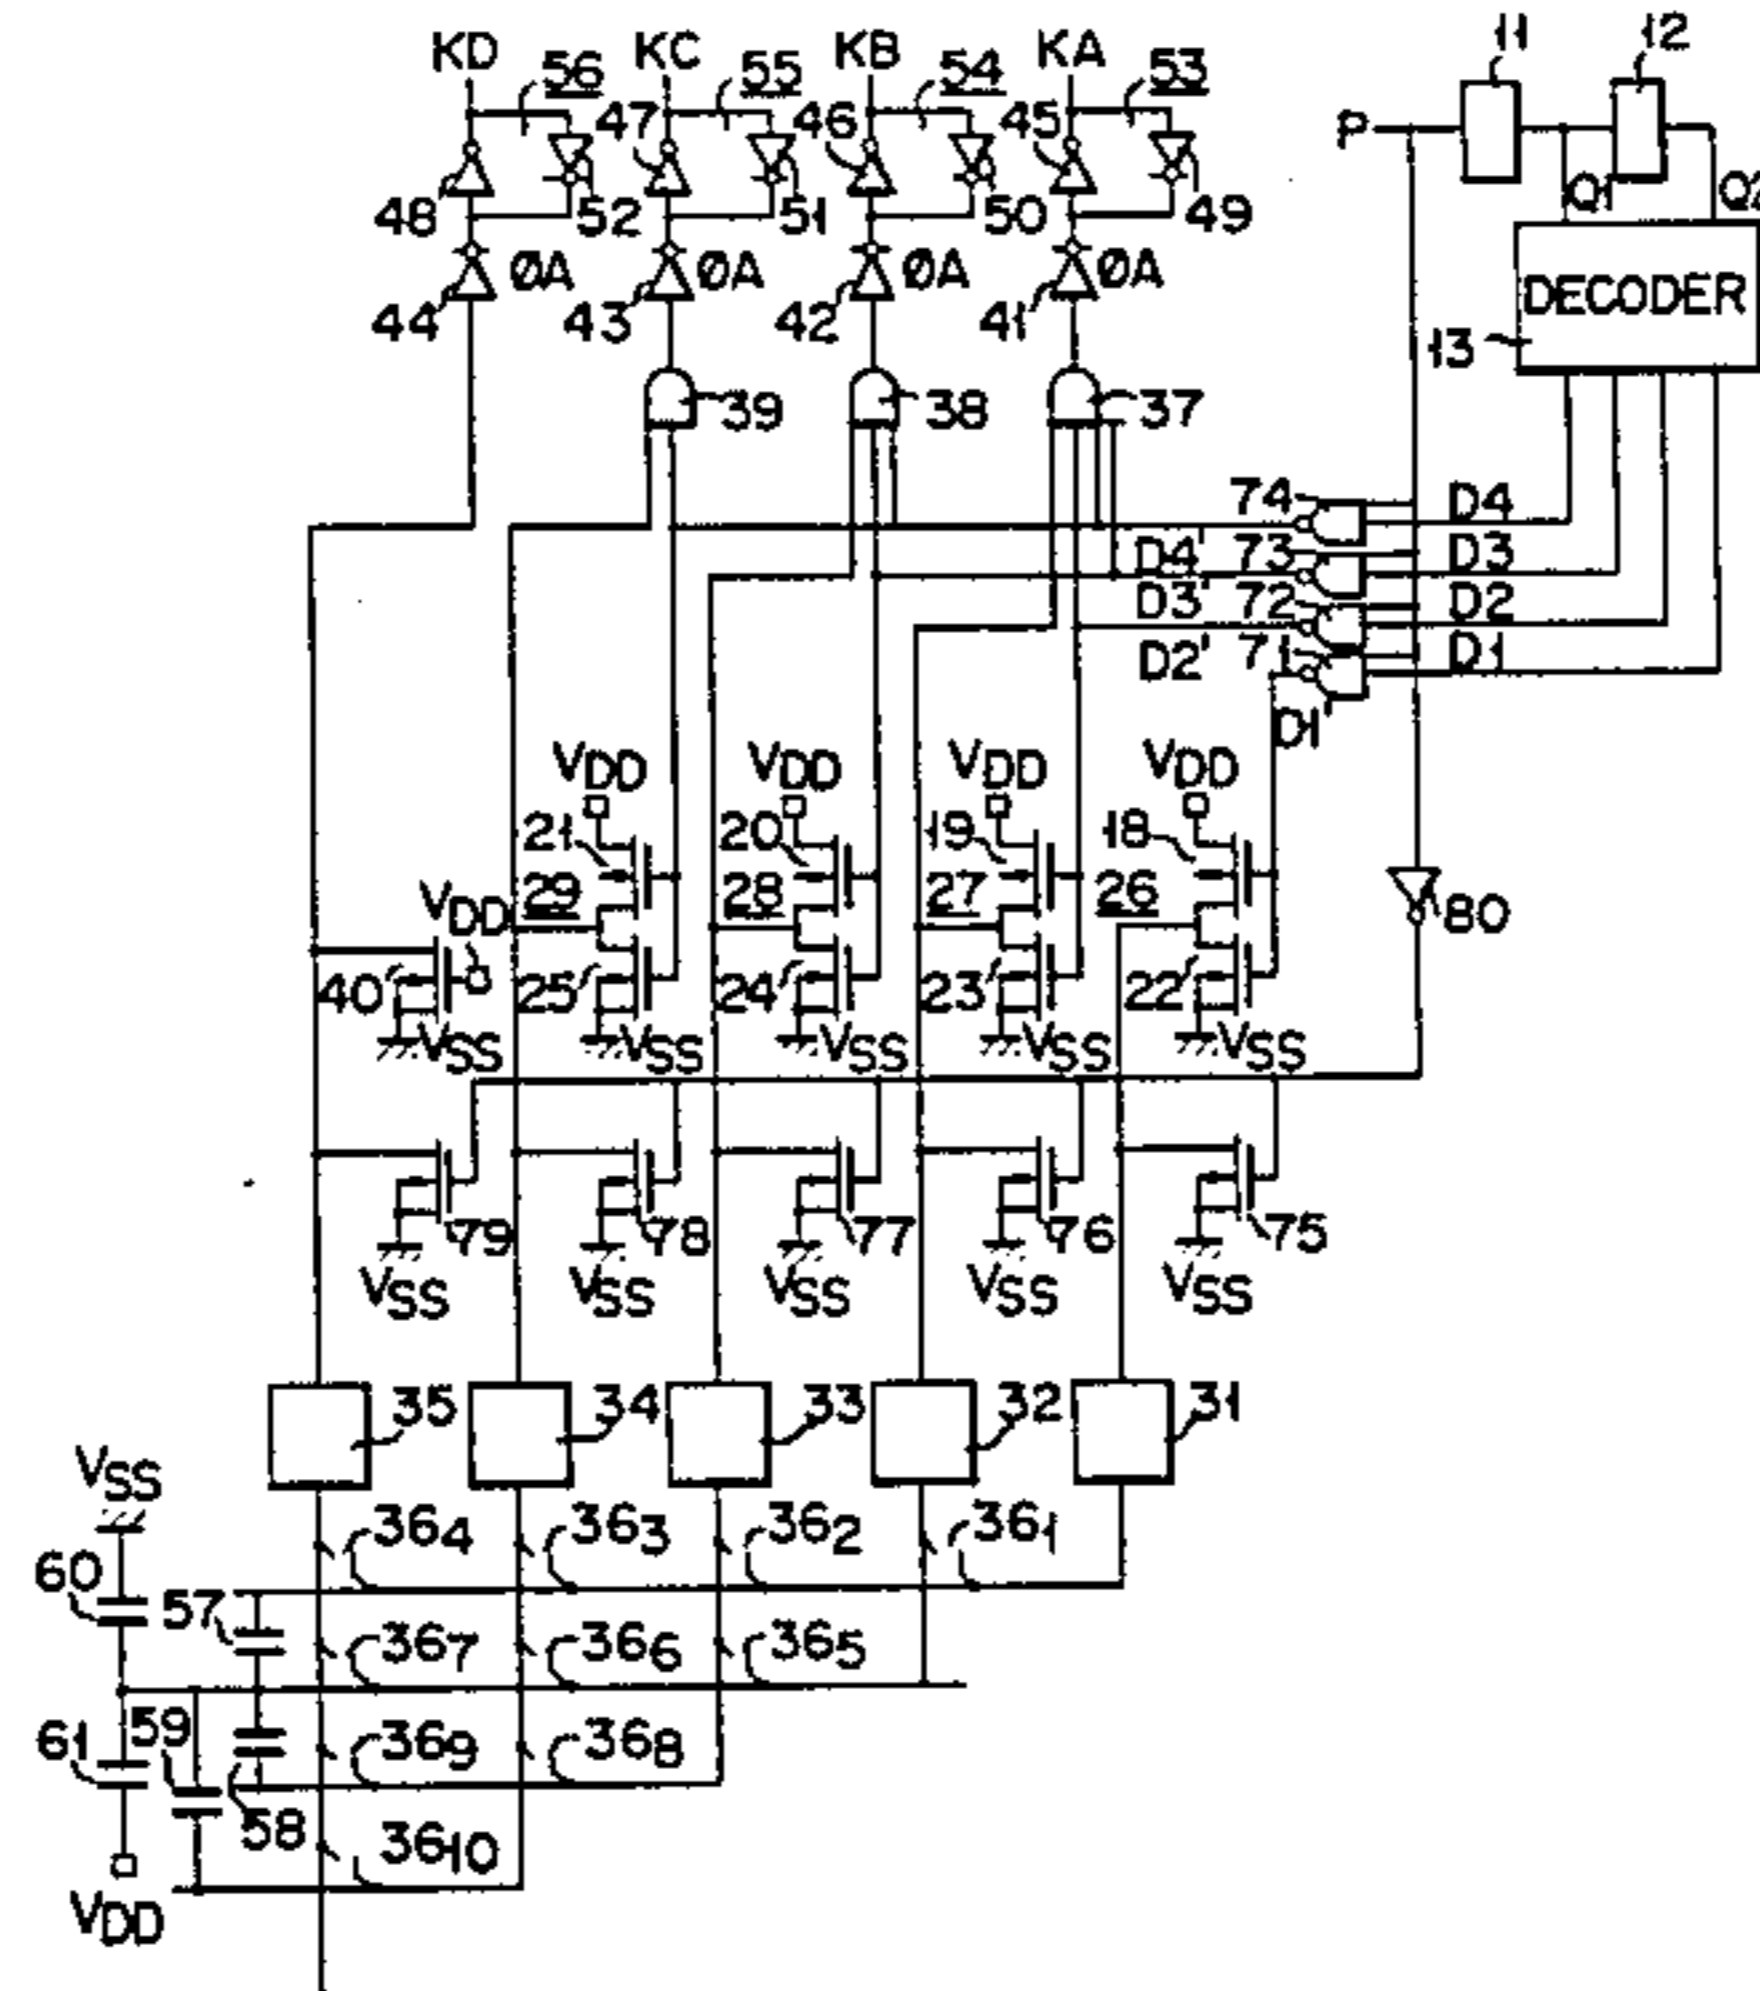 KD KC KB KA 11 12
56 55 54 53
47 46 45 P
48 52 51 50 49 Q1
ØA ØA ØA ØA DECODER
44 43 42 41 13
39 38 37
74 D4
D4' 73 D3
D3' 72 D2
D2' 71 D1
D1'
VDD VDD VDD VDD
21 20 19 18
29 28 27 26
VDD 80
40 25 24 23 22
VSS VSS VSS VSS VSS
79 78 77 76 75
VSS VSS VSS VSS VSS
35 34 33 32 31
VSS
364 363 362 361
60 57
367 366 365
61 59 369 368
58 3610
VDD